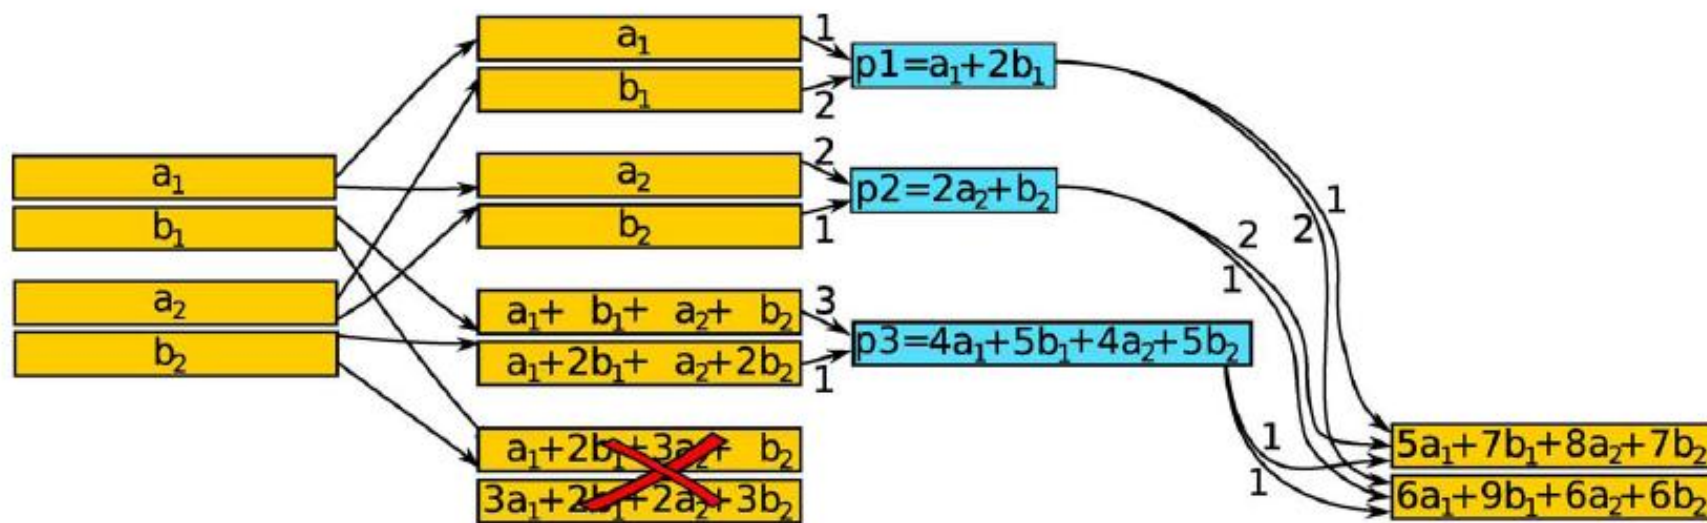 a₁
b₁
a₂
b₂
a₁
b₁
a₂
b₂
a₁+ b₁+ a₂+ b₂
a₁+2b₁+ a₂+2b₂
a₁+2b₁+3a₂+ b₂
3a₁+2b₁+2a₂+3b₂
1
2
2
1
3
1
p1=a₁+2b₁
p2=2a₂+b₂
p3=4a₁+5b₁+4a₂+5b₂
1
2
2
1
1
1
5a₁+7b₁+8a₂+7b₂
6a₁+9b₁+6a₂+6b₂